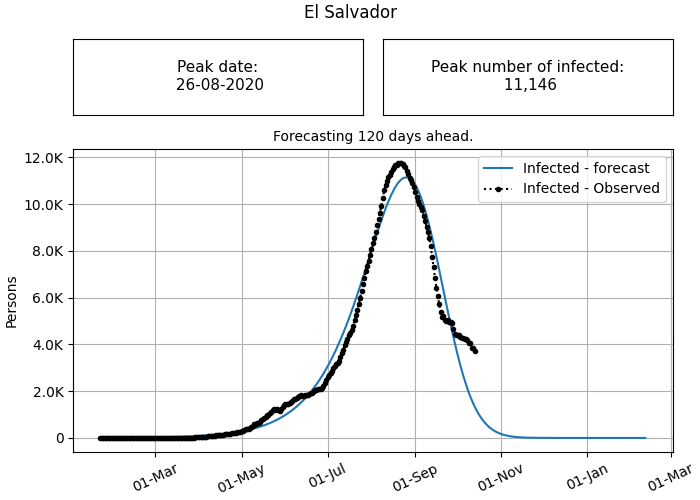 El Salvador
Peak date:
26-08-2020
Peak number of infected:
11,146
Forecasting 120 days ahead.
12.0K
10.0K
8.0K
6.0K
4.0K
2.0K
0
Persons
Infected - forecast
Infected - Observed
01-Mar
01-May
01-Jul
01-Sep
01-Nov
01-Jan
01-Mar